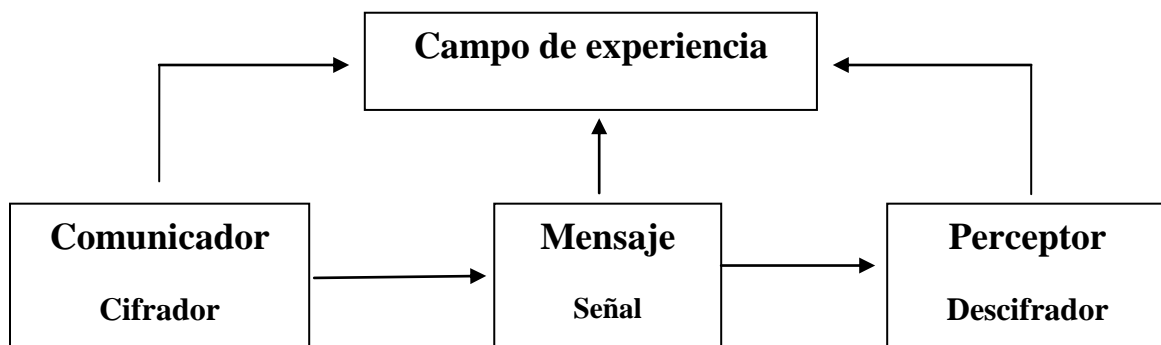 Campo de experiencia
Comunicador
Cifrador
Mensaje
Señal
Perceptor
Descifrador